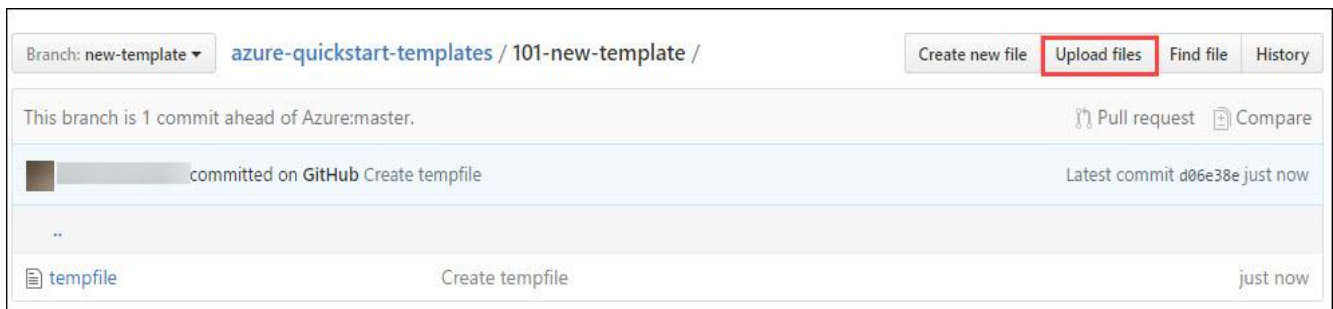 Branch: new-template azure-quickstart-templates / 101-new-template / Create new file Upload files Find file History
This branch is 1 commit ahead of Azure:master. Pull request Compare
committed on GitHub Create tempfile Latest commit d06e38e just now
..
tempfile Create tempfile just now